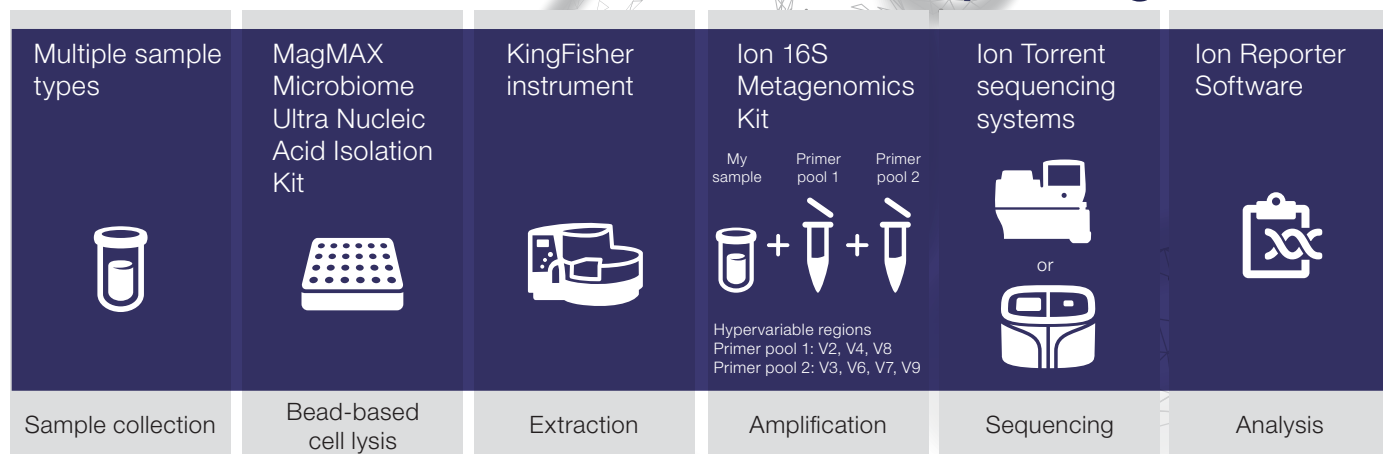 Multiple sample
types
Sample collection
MagMAX
Microbiome
Ultra Nucleic
Acid Isolation
Kit
Bead-based
cell lysis
KingFisher
instrument
Extraction
Ion 16S
Metagenomics
Kit
My
sample
Primer
pool 1
Primer
pool 2
+
+
Hypervariable regions
Primer pool 1: V2, V4, V8
Primer pool 2: V3, V6, V7, V9
Amplification
Ion Torrent
sequencing
systems
or
Sequencing
Ion Reporter
Software
Analysis